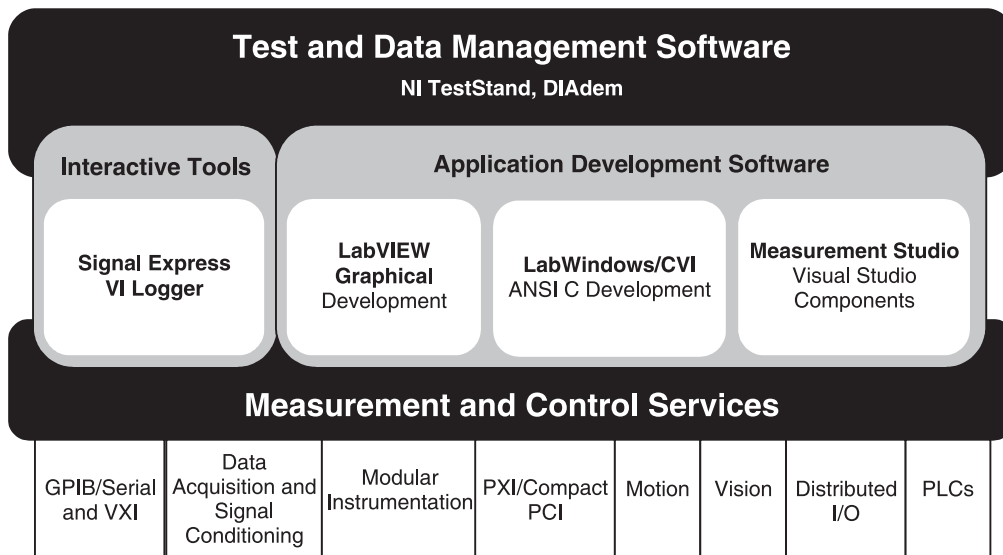 Test and Data Management Software
NI TestStand, DIAdem
Interactive Tools
Application Development Software
Signal Express
VI Logger
LabVIEW
Graphical
Development
LabWindows/CVI
ANSI C Development
Measurement Studio
Visual Studio
Components
Measurement and Control Services
GPIB/Serial
and VXI
Data
Acquisition and
Signal
Conditioning
Modular
Instrumentation
PXI/Compact
PCI
Motion
Vision
Distributed
I/O
PLCs